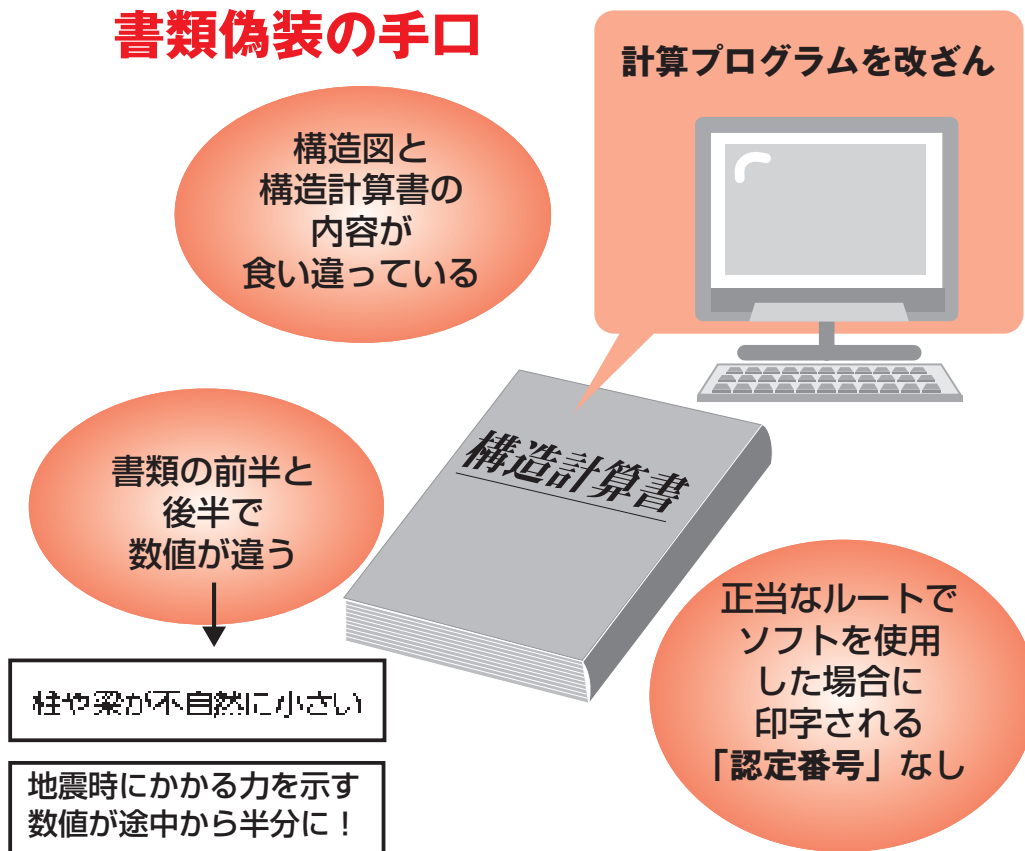 書類偽装の手口
計算プログラムを改ざん
構造図と
構造計算書の
内容が
食い違っている
構造計算書
書類の前半と
後半で
数値が違う
柱や梁が不自然に小さい
地震時にかかる力を示す
数値が途中から半分に！
正当なルートで
ソフトを使用
した場合に
印字される
「認定番号」なし